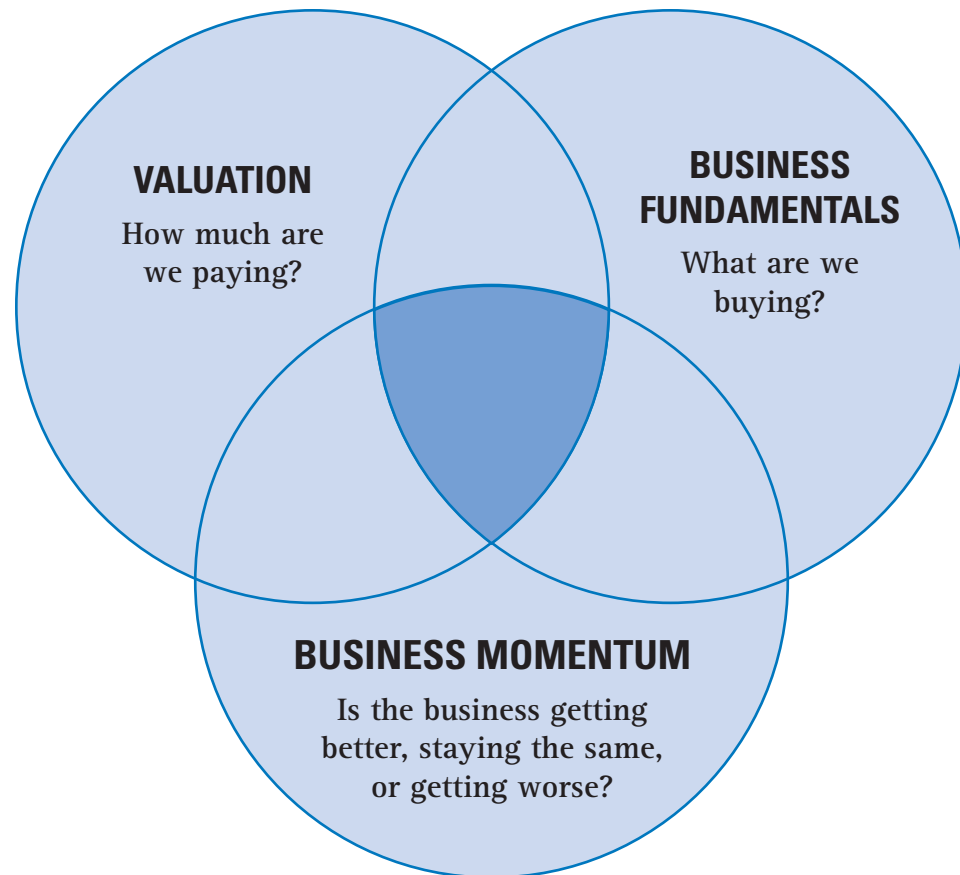 VALUATION
How much are
we paying?
BUSINESS
FUNDAMENTALS
What are we
buying?
BUSINESS MOMENTUM
Is the business getting
better, staying the same,
or getting worse?